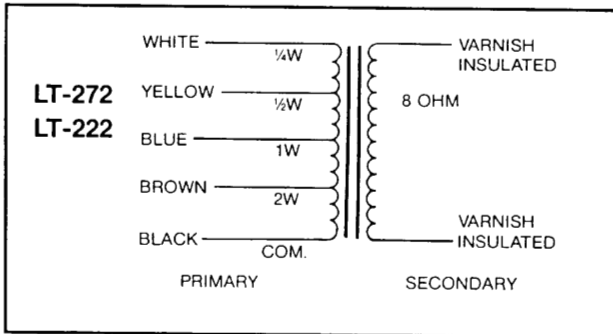 LT-272
LT-222
WHITE
¼W
YELLOW
½W
BLUE
1W
BROWN
2W
BLACK
COM.
PRIMARY
VARNISH
INSULATED
8 OHM
VARNISH
INSULATED
SECONDARY